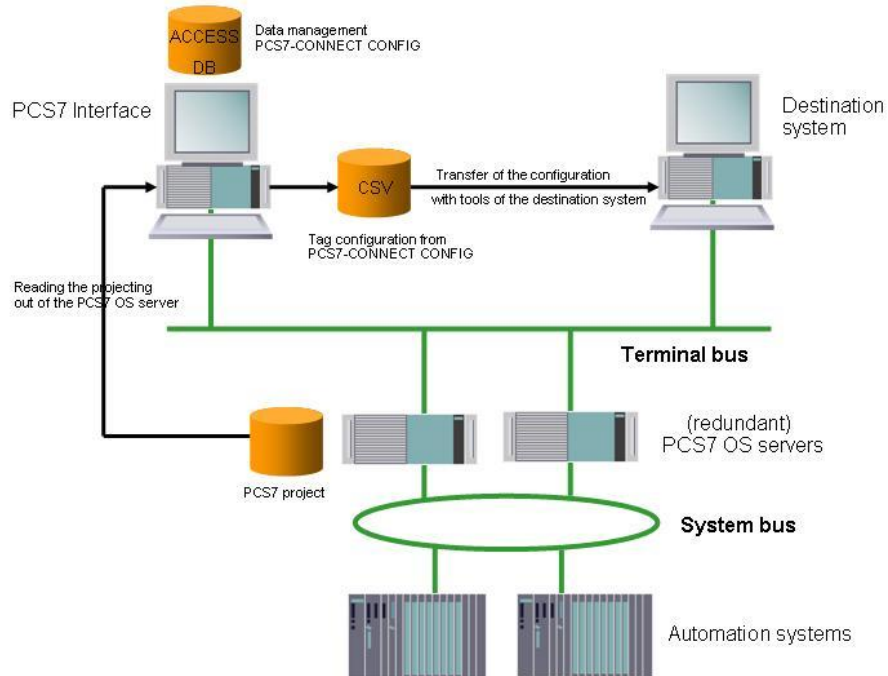 ACCESS
DB
Data management
PCS7-CONNECT CONFIG
PCS7 Interface
Destination
system
CSV
Transfer of the configuration
with tools of the destination system
Tag configuration from
PCS7-CONNECT CONFIG
Reading the projecting
out of the PCS7 OS server
Terminal bus
(redundant)
PCS7 OS servers
PCS7 project
System bus
Automation systems